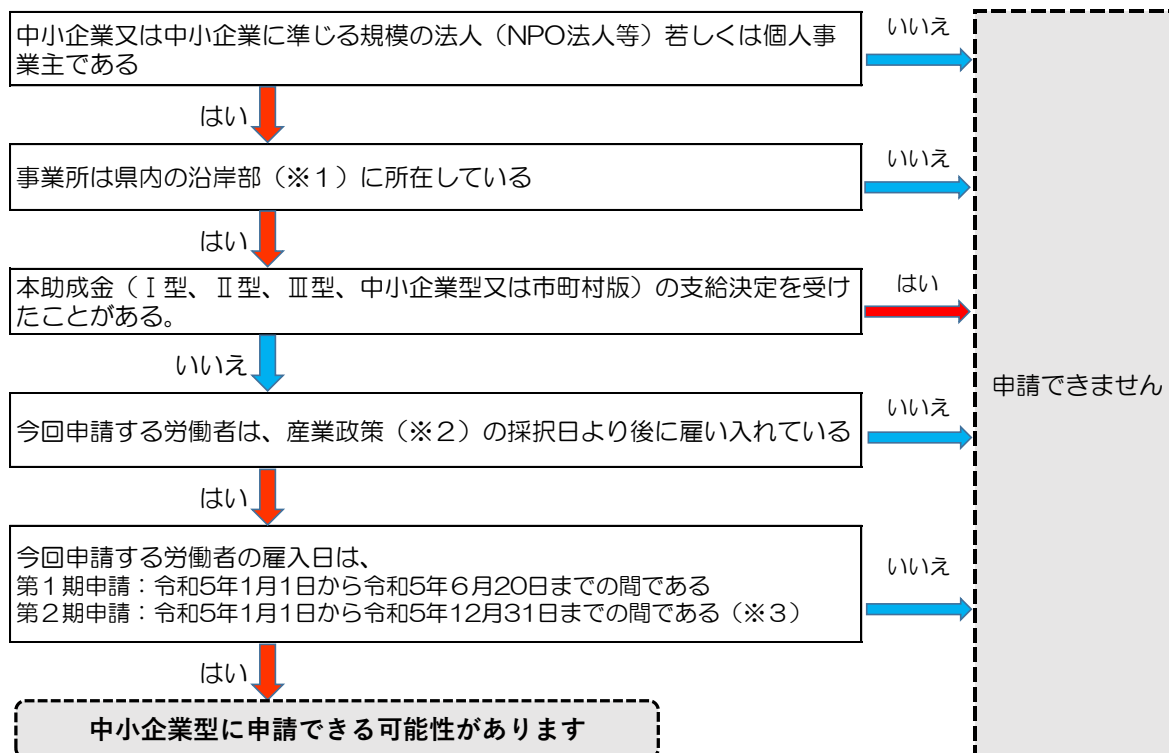 中小企業又は中小企業に準じる規模の法人（NPO法人等）若しくは個人事
業主である
いいえ
はい
事業所は県内の沿岸部（※１）に所在している
いいえ
はい
本助成金（Ⅰ型、Ⅱ型、Ⅲ型、中小企業型又は市町村版）の支給決定を受け
たことがある。
はい
いいえ
申請できません
今回申請する労働者は、産業政策（※２）の採択日より後に雇い入れている
いいえ
はい
今回申請する労働者の雇入日は、
第１期申請：令和5年1月1日から令和5年６月20日までの間である
第２期申請：令和5年1月1日から令和5年12月31日までの間である（※３）
いいえ
はい
中小企業型に申請できる可能性があります